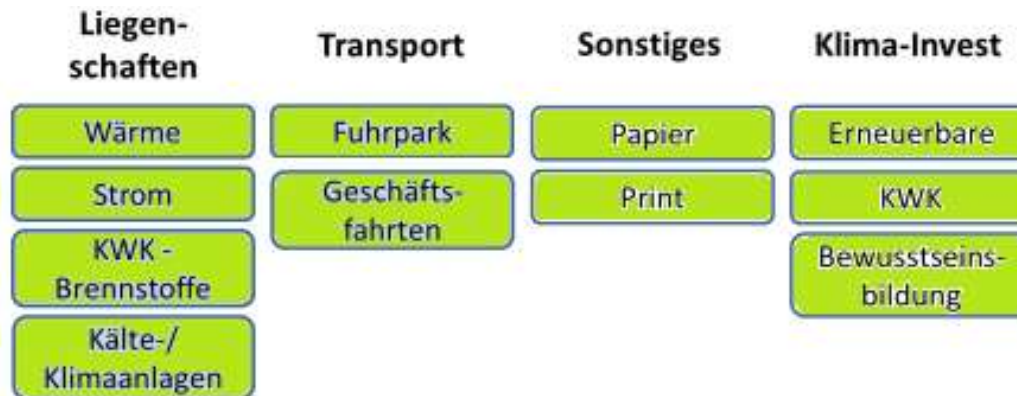 Liegen-
schaften
Wärme
Strom
KWK -
Brennstoffe
Kälte-/
Klimaanlagen
Transport
Fuhrpark
Geschäfts-
fahrten
Sonstiges
Papier
Print
Klima-Invest
Erneuerbare
KWK
Bewusstseins-
bildung